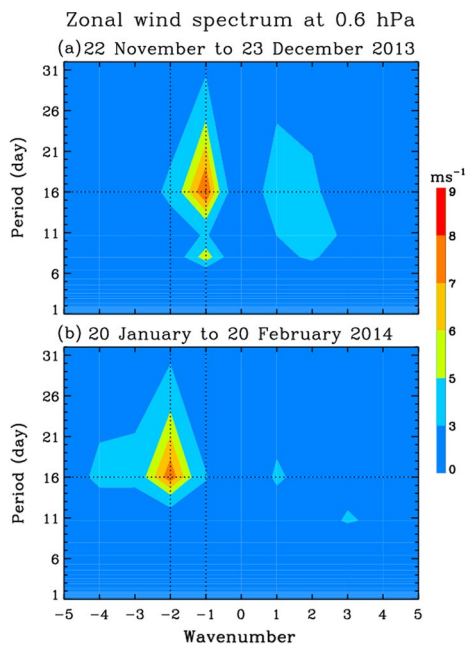 Zonal wind spectrum at 0.6 hPa
(a) 22 November to 23 December 2013
31
26
21
16
11
6
1
Period (day)
ms⁻¹
9
8
7
6
5
3
0
(b) 20 January to 20 February 2014
31
26
21
16
11
6
1
Period (day)
-5 -4 -3 -2 -1 0 1 2 3 4 5
Wavenumber